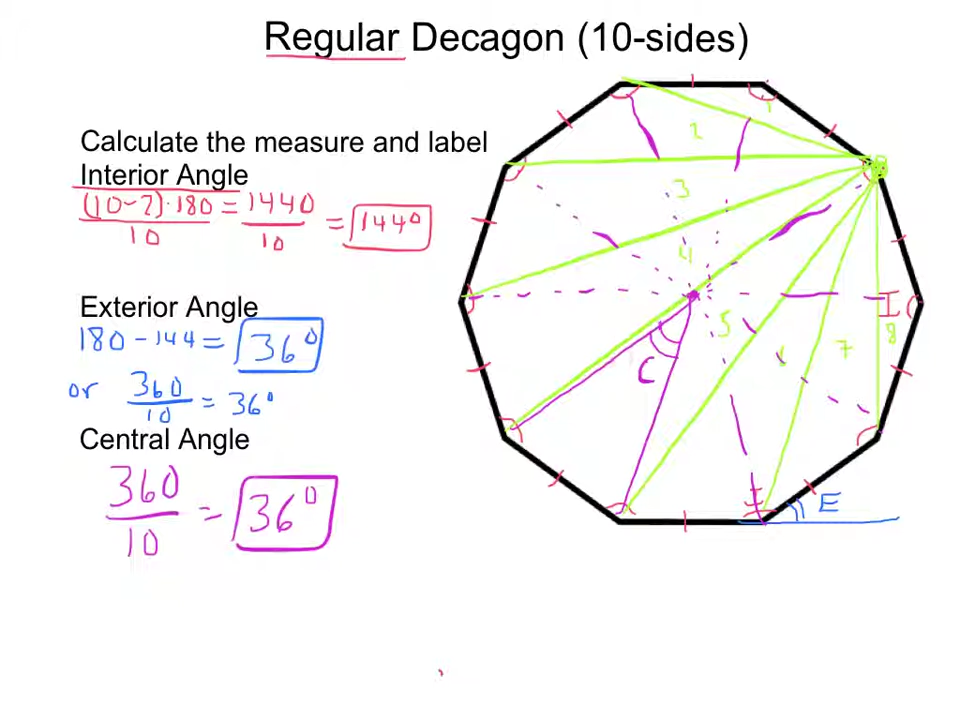 Regular Decagon (10-sides)
Calculate the measure and label
Interior Angle
(10-2)·180 = 1440 = 144°
10 10
Exterior Angle
180 - 144 = 36°
or 360 = 36°
10
Central Angle
360 = 36°
10
1
2
3
4
5
6
7
8
I
C
I
E